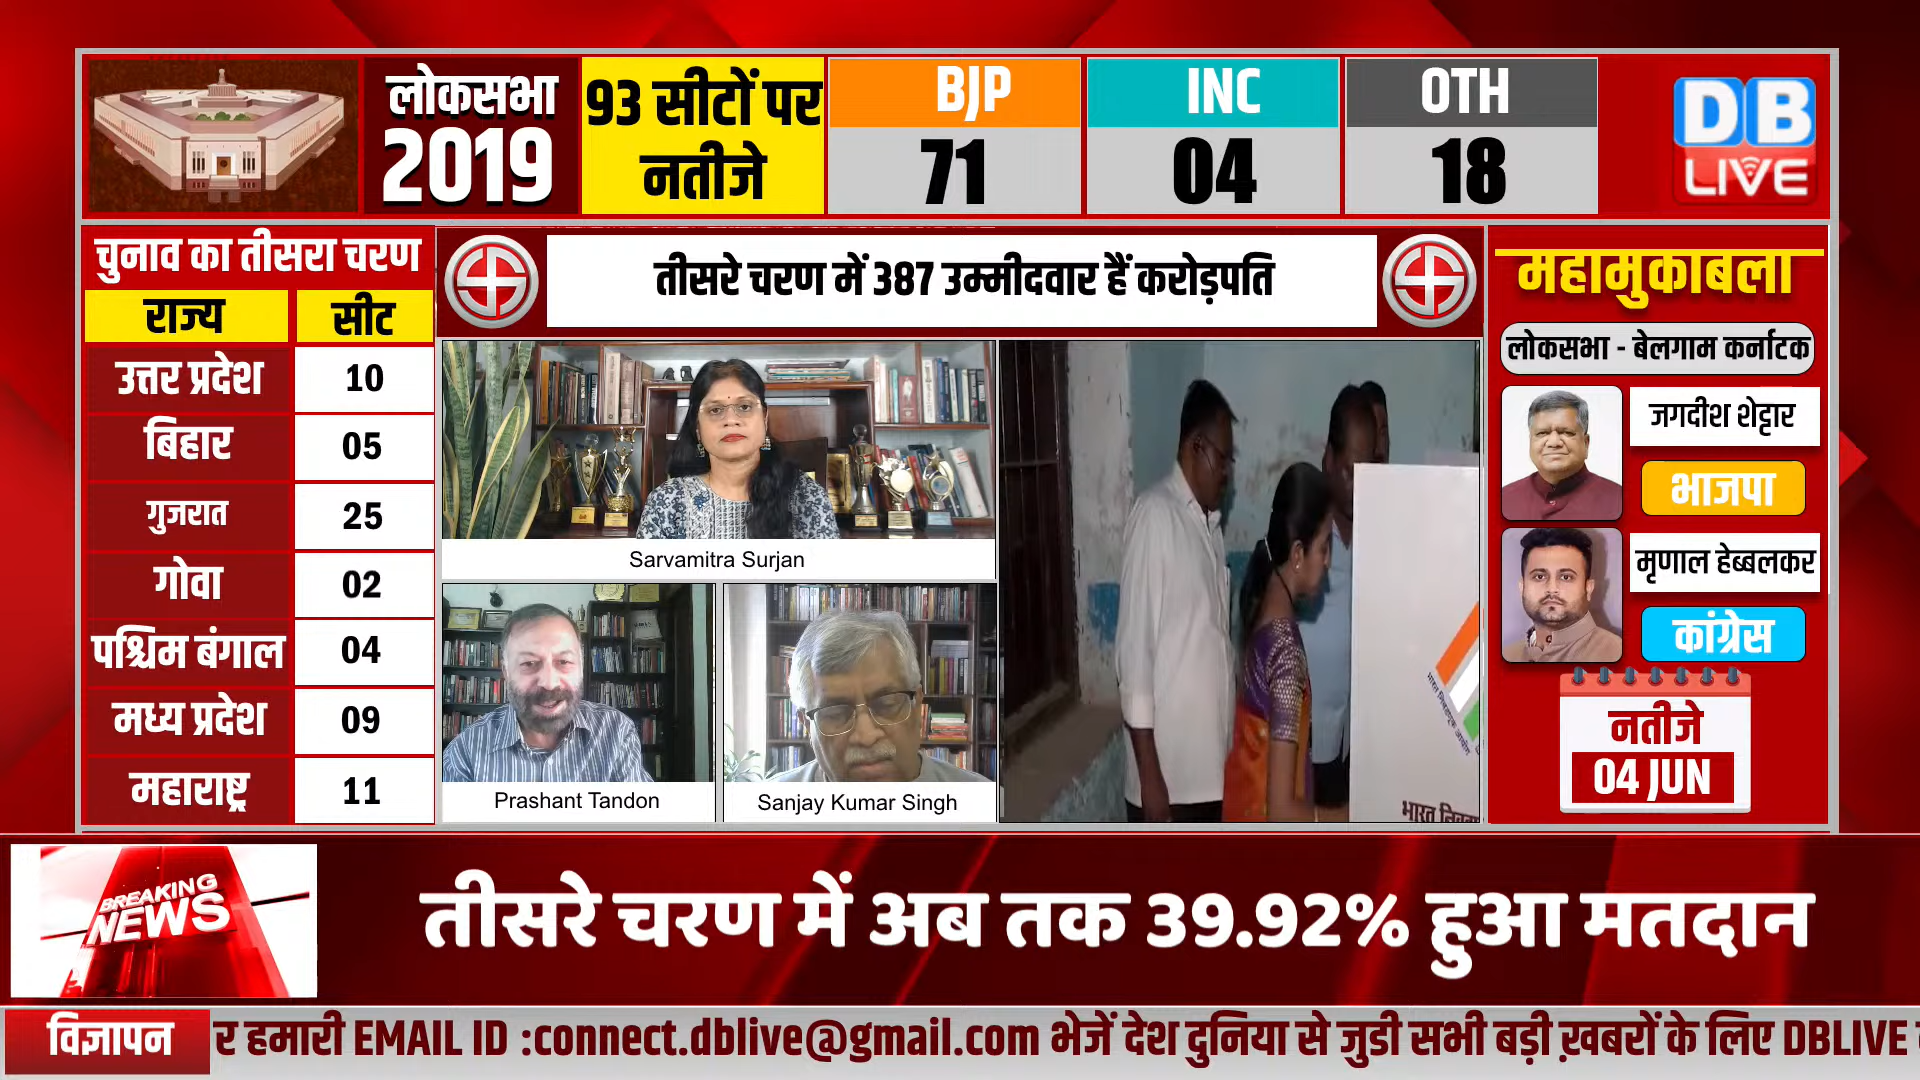 लोकसभा
2019
93 सीटों पर
नतीजे
BJP
71
INC
04
OTH
18
DB
LIVE
चुनाव का तीसरा चरण
राज्य सीट
उत्तर प्रदेश 10
बिहार 05
गुजरात 25
गोवा 02
पश्चिम बंगाल 04
मध्य प्रदेश 09
महाराष्ट्र 11
तीसरे चरण में 387 उम्मीदवार हैं करोड़पति
Sarvamitra Surjan
Prashant Tandon
Sanjay Kumar Singh
महामुकाबला
लोकसभा - बेलगाम कर्नाटक
जगदीश शेट्टार
भाजपा
मृणाल हेब्बलकर
कांग्रेस
नतीजे
04 JUN
BREAKING
NEWS
तीसरे चरण में अब तक 39.92% हुआ मतदान
विज्ञापन
र हमारी EMAIL ID :connect.dblive@gmail.com भेजें देश दुनिया से जुडी सभी बड़ी ख़बरों के लिए DBLIVE